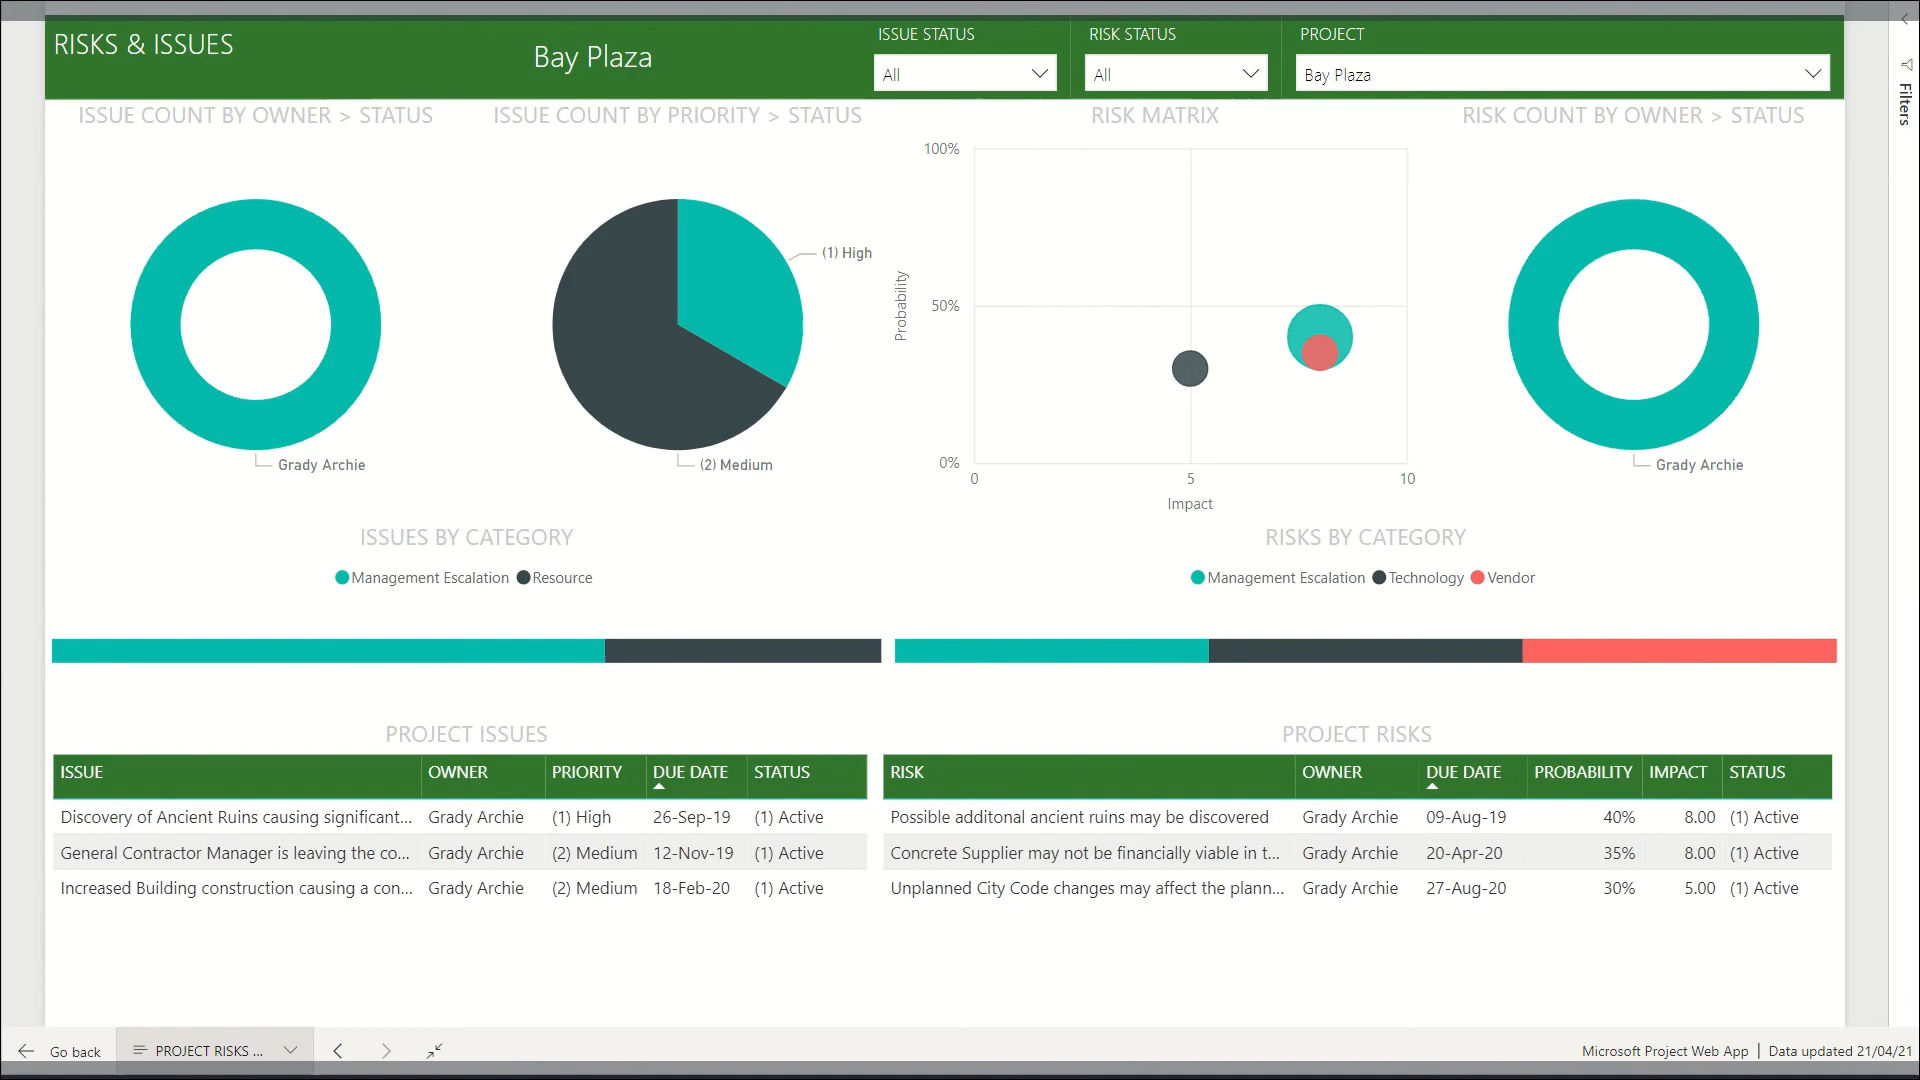 RISKS & ISSUES
Bay Plaza
ISSUE STATUS
All
RISK STATUS
All
PROJECT
Bay Plaza
Filters
ISSUE COUNT BY OWNER > STATUS
Grady Archie
ISSUE COUNT BY PRIORITY > STATUS
(1) High
(2) Medium
RISK MATRIX
100%
50%
0%
Probability
0 5 10
Impact
RISK COUNT BY OWNER > STATUS
Grady Archie
ISSUES BY CATEGORY
Management Escalation Resource
RISKS BY CATEGORY
Management Escalation Technology Vendor
PROJECT ISSUES
ISSUE OWNER PRIORITY DUE DATE STATUS
Discovery of Ancient Ruins causing significant... Grady Archie (1) High 26-Sep-19 (1) Active
General Contractor Manager is leaving the co... Grady Archie (2) Medium 12-Nov-19 (1) Active
Increased Building construction causing a con... Grady Archie (2) Medium 18-Feb-20 (1) Active
PROJECT RISKS
RISK OWNER DUE DATE PROBABILITY IMPACT STATUS
Possible additonal ancient ruins may be discovered Grady Archie 09-Aug-19 40% 8.00 (1) Active
Concrete Supplier may not be financially viable in t... Grady Archie 20-Apr-20 35% 8.00 (1) Active
Unplanned City Code changes may affect the plann... Grady Archie 27-Aug-20 30% 5.00 (1) Active
Go back
PROJECT RISKS ...
Microsoft Project Web App | Data updated 21/04/21